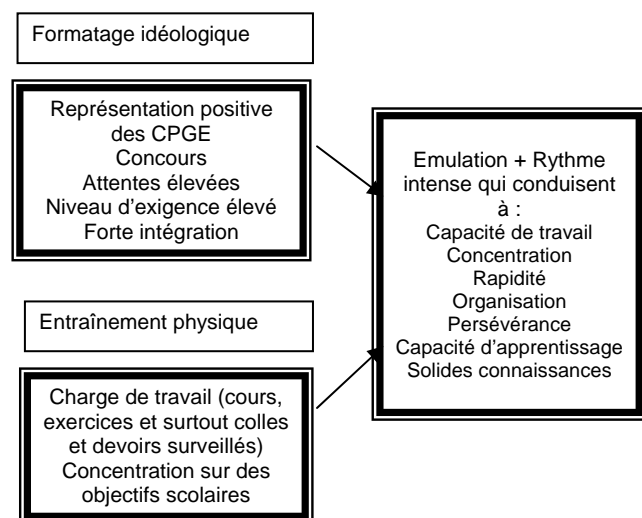 Formatage idéologique
Représentation positive
des CPGE
Concours
Attentes élevées
Niveau d'exigence élevé
Forte intégration
Entraînement physique
Charge de travail (cours,
exercices et surtout colles
et devoirs surveillés)
Concentration sur des
objectifs scolaires
Emulation + Rythme
intense qui conduisent
à :
Capacité de travail
Concentration
Rapidité
Organisation
Persévérance
Capacité d'apprentissage
Solides connaissances